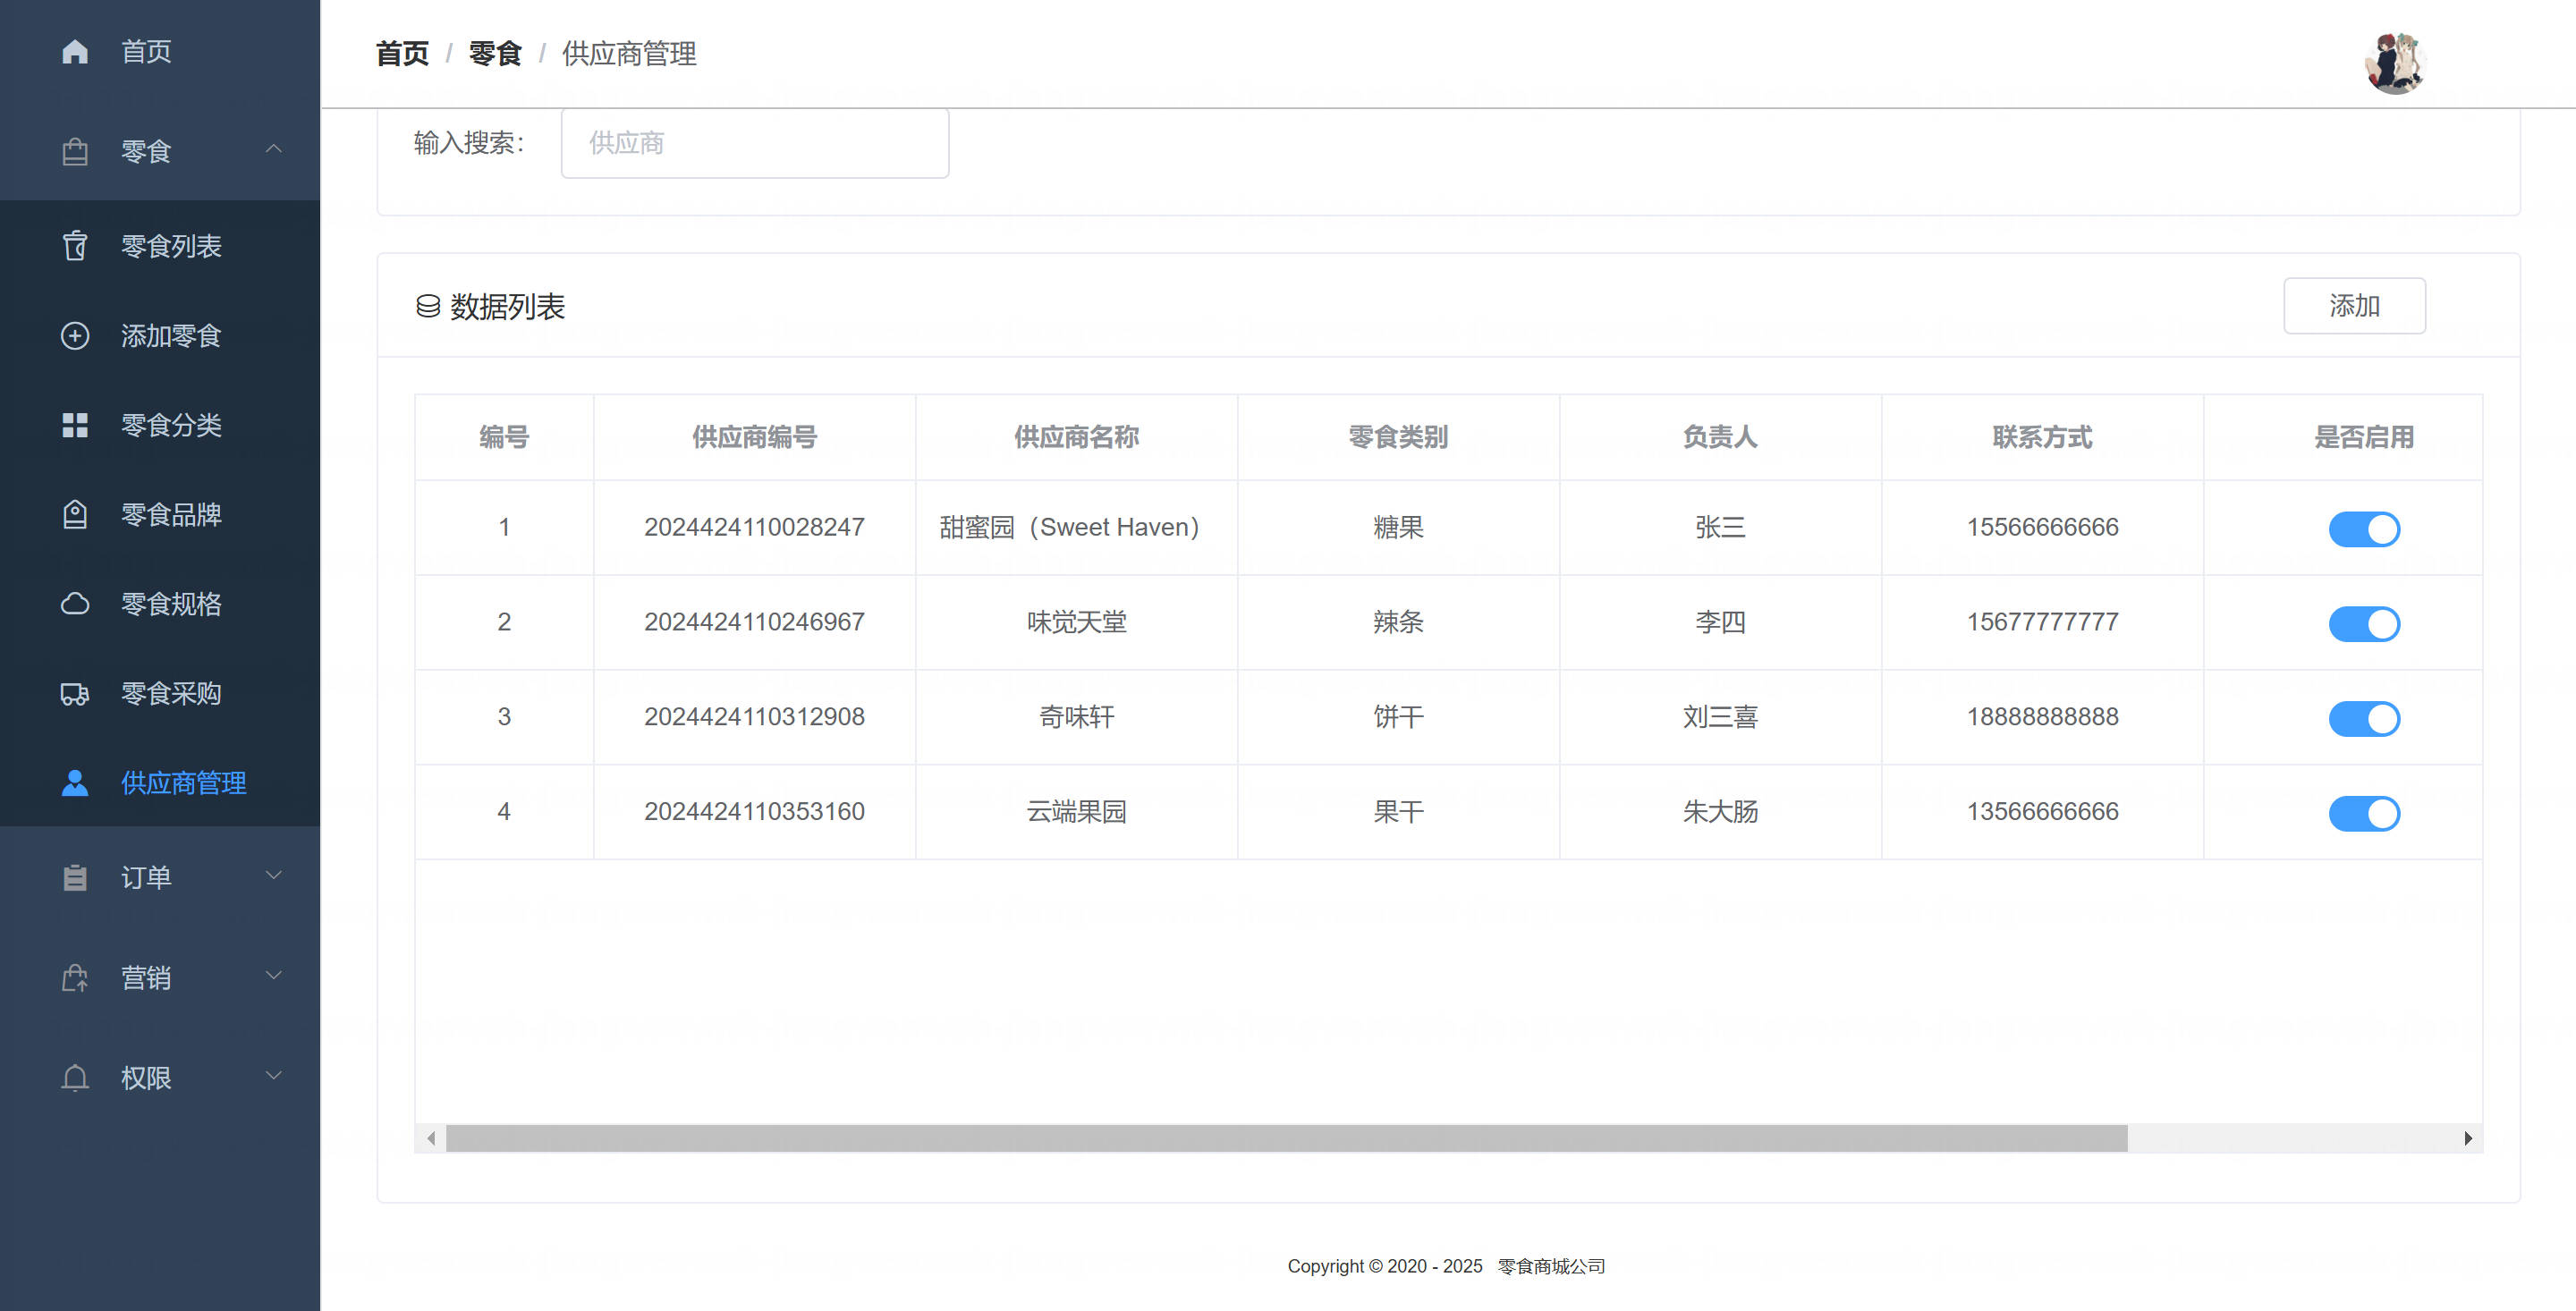 首页
零食
零食列表
添加零食
零食分类
零食品牌
零食规格
零食采购
供应商管理
订单
营销
权限
首页 / 零食 / 供应商管理
输入搜索： 供应商
数据列表 添加
编号 供应商编号 供应商名称 零食类别 负责人 联系方式 是否启用
1 2024424110028247 甜蜜园（Sweet Haven） 糖果 张三 15566666666
2 2024424110246967 味觉天堂 辣条 李四 15677777777
3 2024424110312908 奇味轩 饼干 刘三喜 18888888888
4 2024424110353160 云端果园 果干 朱大肠 13566666666
Copyright © 2020 - 2025 零食商城公司